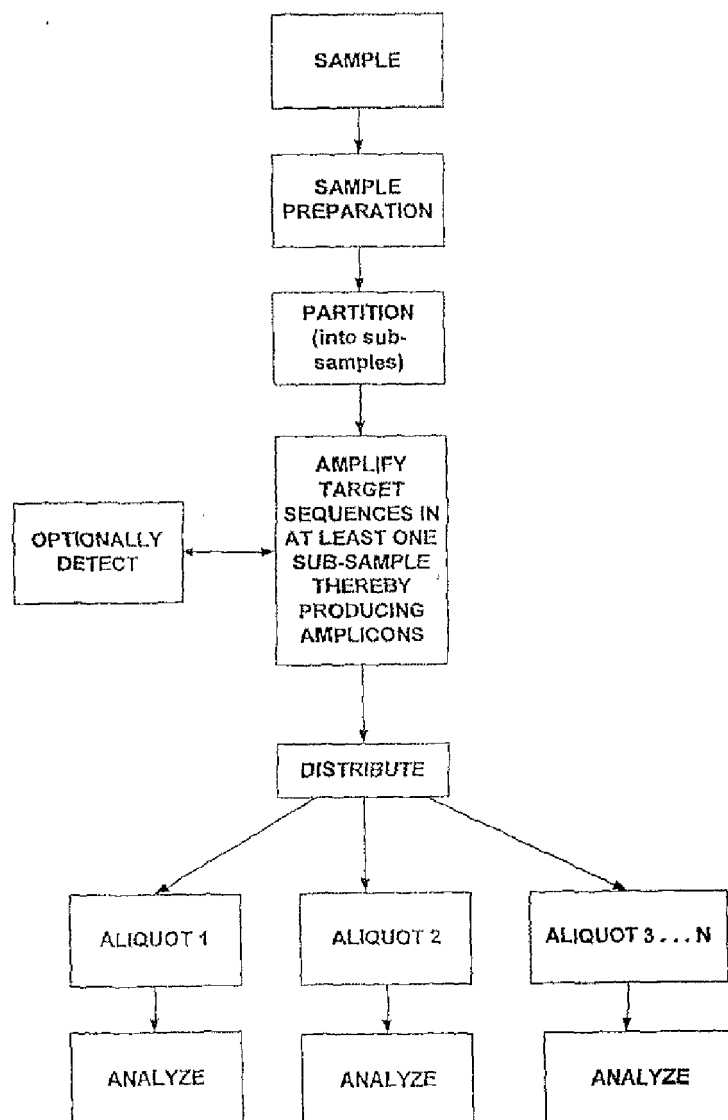 SAMPLE
SAMPLE
PREPARATION
PARTITION
(into sub-
samples)
AMPLIFY
TARGET
SEQUENCES IN
AT LEAST ONE
SUB-SAMPLE
THEREBY
PRODUCING
AMPLICONS
OPTIONALLY
DETECT
DISTRIBUTE
ALIQUOT 1
ALIQUOT 2
ALIQUOT 3 . . . N
ANALYZE
ANALYZE
ANALYZE